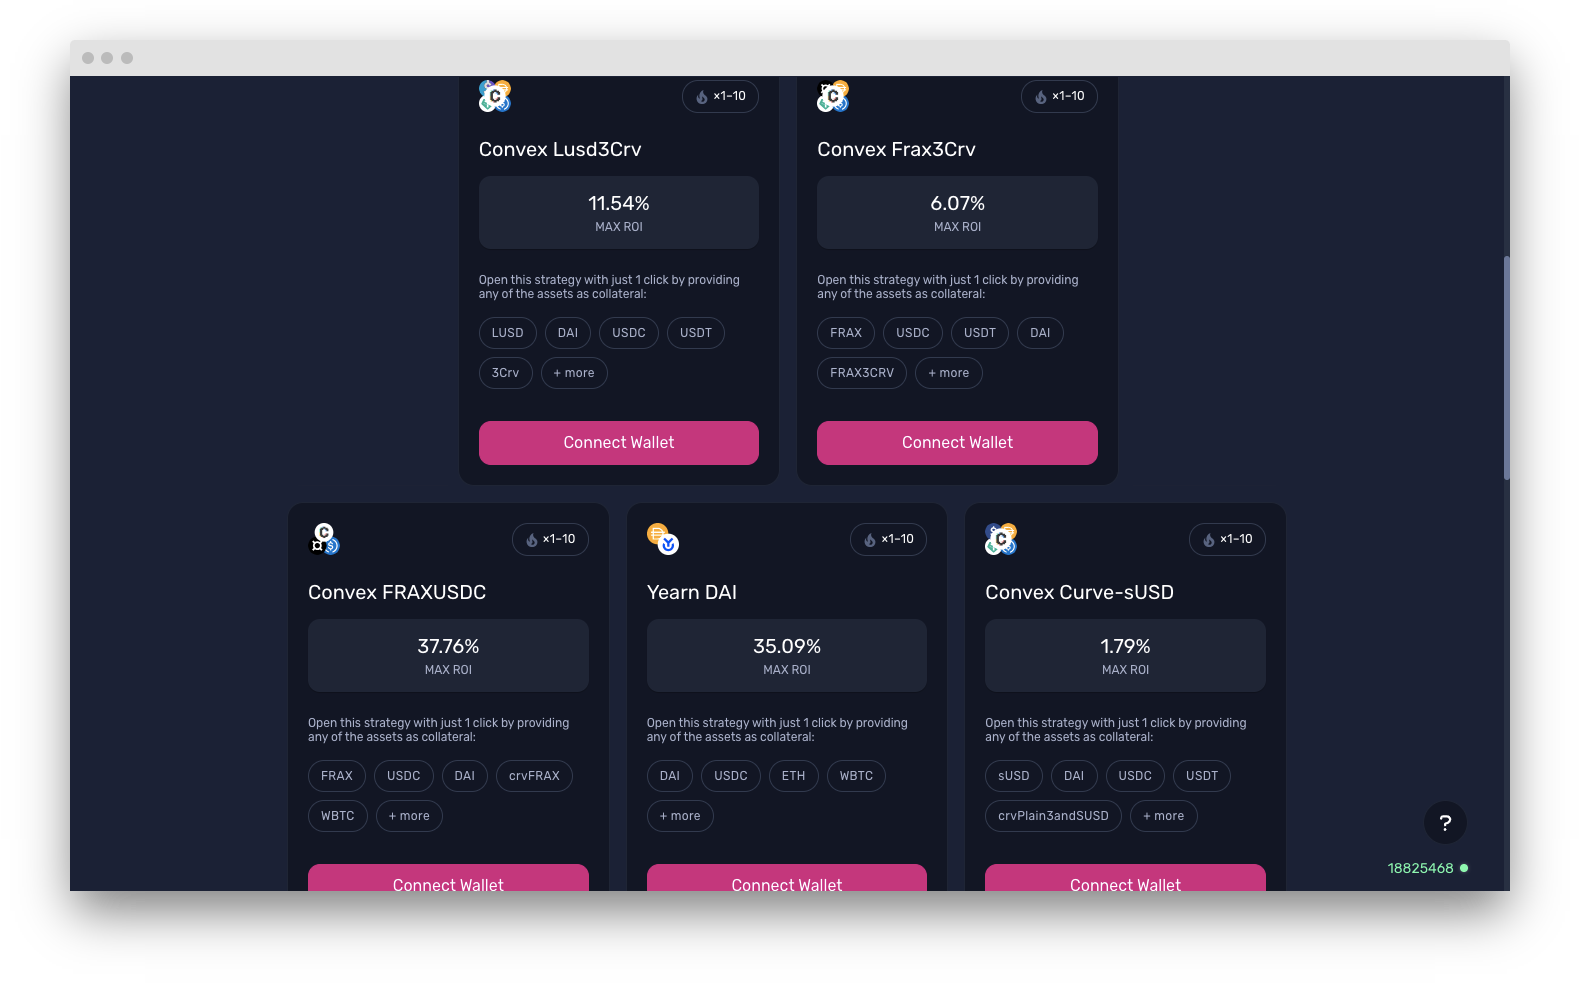 ×1–10
×1–10
Convex Lusd3Crv
Convex Frax3Crv
11.54%
MAX ROI
6.07%
MAX ROI
Open this strategy with just 1 click by providing
any of the assets as collateral:
Open this strategy with just 1 click by providing
any of the assets as collateral:
LUSD DAI USDC USDT
3Crv + more
FRAX USDC USDT DAI
FRAX3CRV + more
Connect Wallet
Connect Wallet
×1–10
×1–10
×1–10
Convex FRAXUSDC
Yearn DAI
Convex Curve-sUSD
37.76%
MAX ROI
35.09%
MAX ROI
1.79%
MAX ROI
Open this strategy with just 1 click by providing
any of the assets as collateral:
Open this strategy with just 1 click by providing
any of the assets as collateral:
Open this strategy with just 1 click by providing
any of the assets as collateral:
FRAX USDC DAI crvFRAX
WBTC + more
DAI USDC ETH WBTC
+ more
sUSD DAI USDC USDT
crvPlain3andSUSD + more
Connect Wallet
Connect Wallet
Connect Wallet
?
18825468